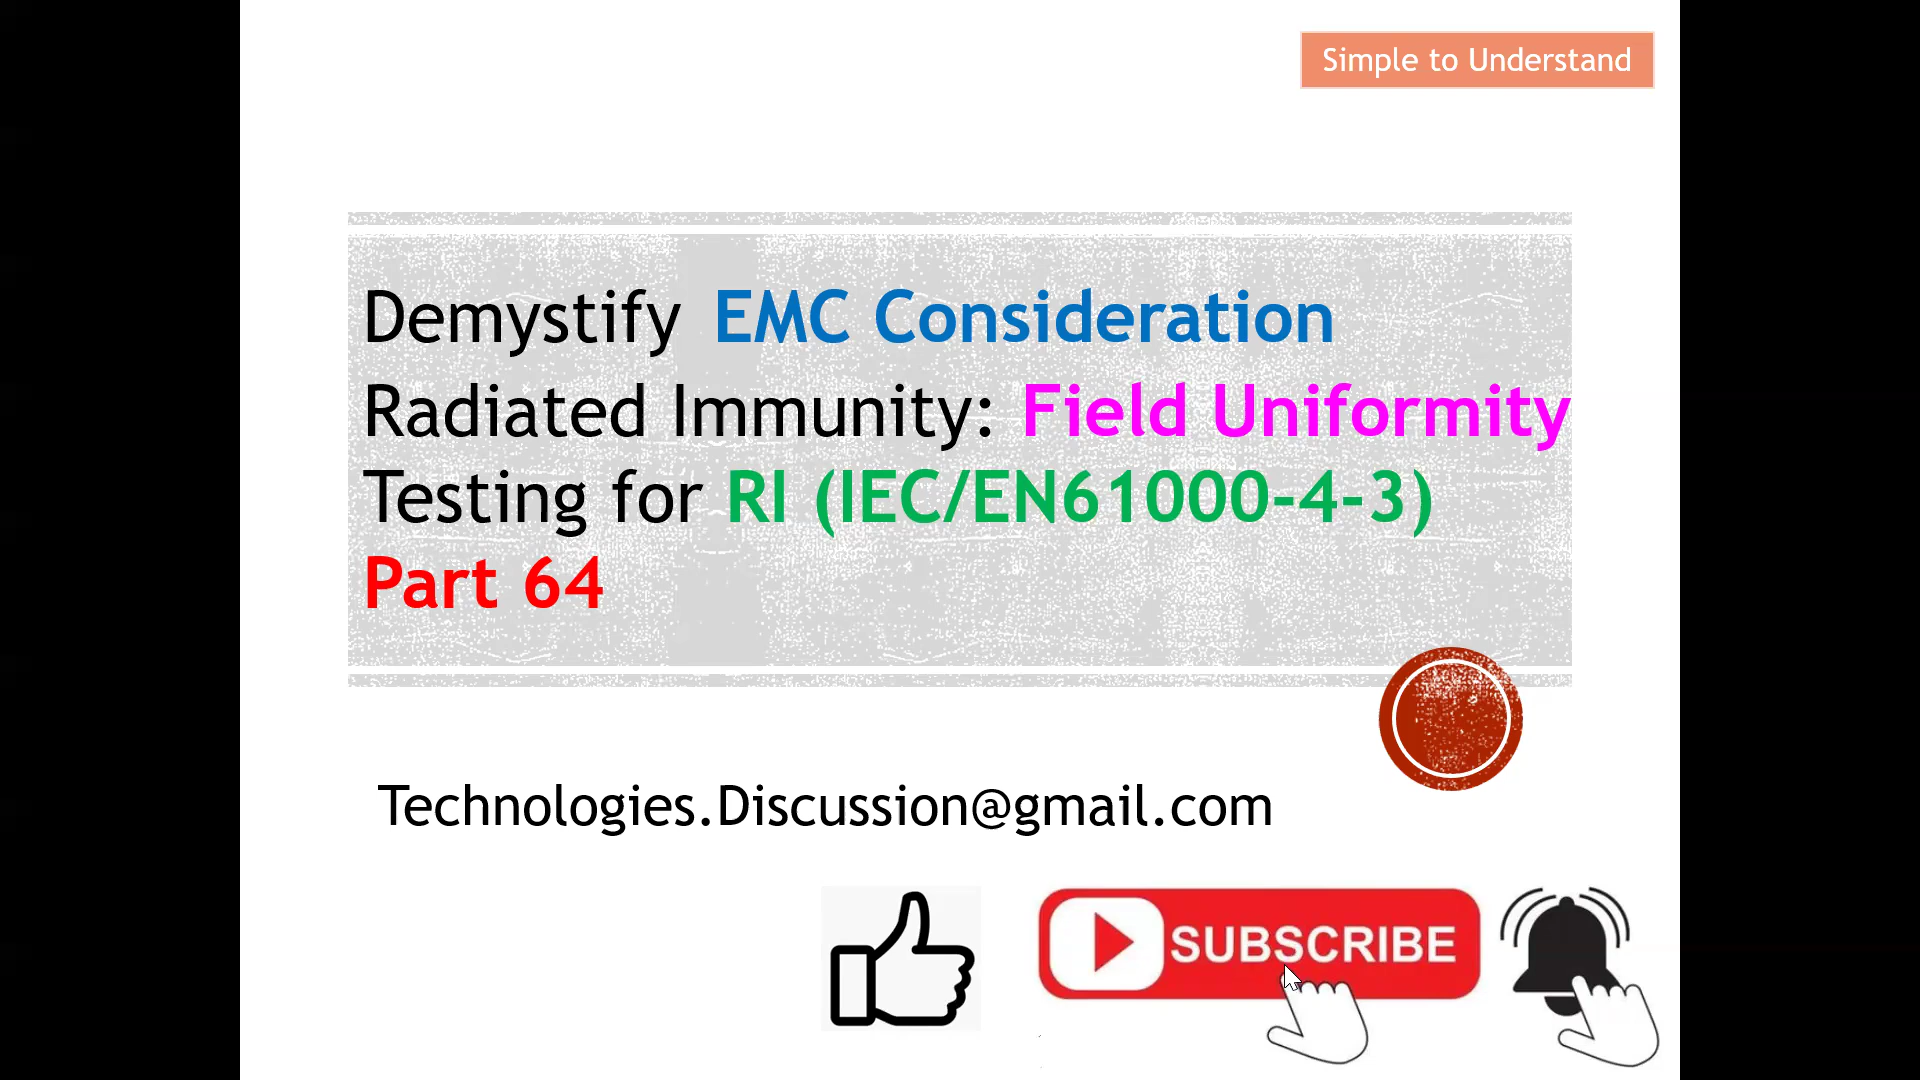 Simple to Understand
Demystify EMC Consideration
Radiated Immunity: Field Uniformity
Testing for RI (IEC/EN61000-4-3)
Part 64
Technologies.Discussion@gmail.com
SUBSCRIBE